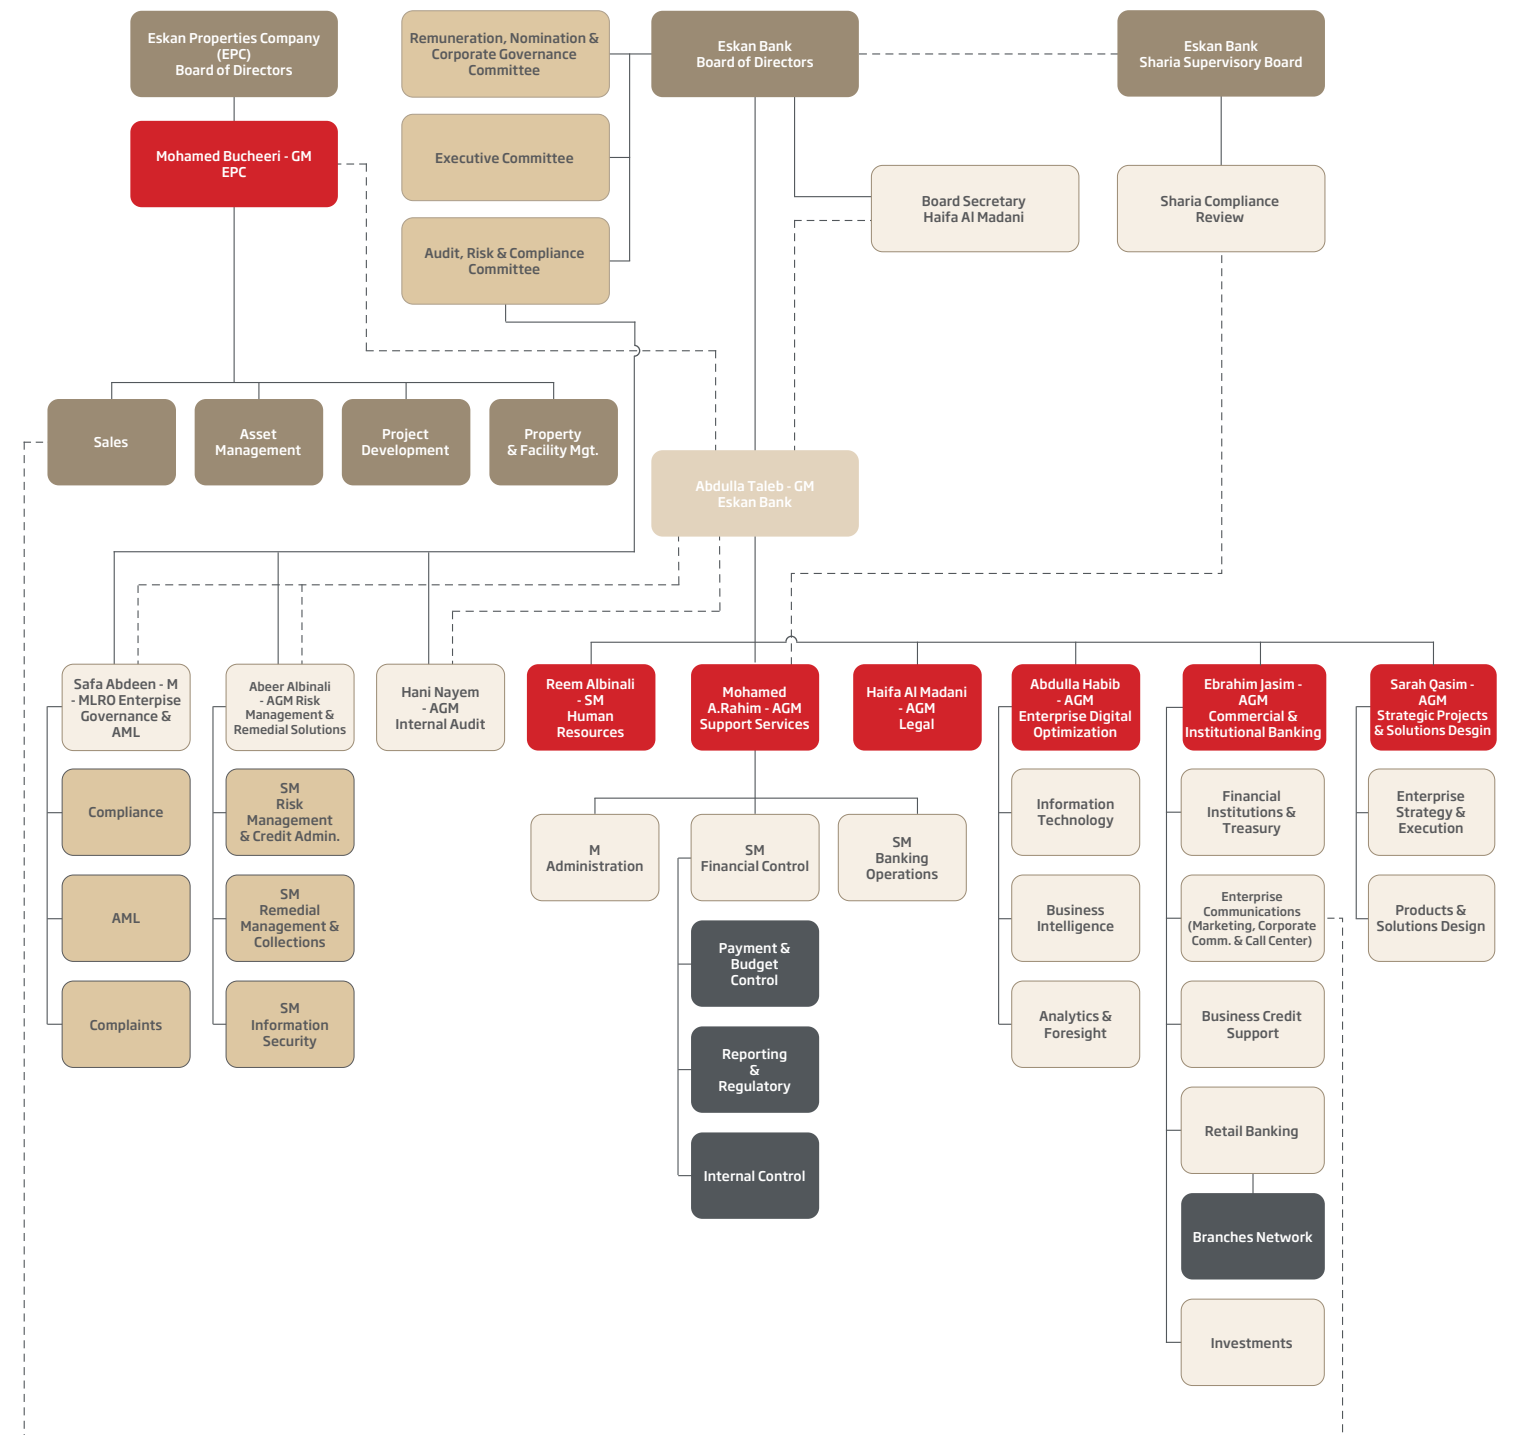 Eskan Properties Company
(EPC)
Board of Directors
Remuneration, Nomination &
Corporate Governance
Committee
Eskan Bank
Board of Directors
Eskan Bank
Sharia Supervisory Board
Mohamed Bucheeri - GM
EPC
Executive Committee
Board Secretary
Haifa Al Madani
Sharia Compliance
Review
Audit, Risk & Compliance
Committee
Sales
Asset
Management
Project
Development
Property
& Facility Mgt.
Abdulla Taleb - GM
Eskan Bank
Safa Abdeen - M
- MLRO Enterpise
Governance &
AML
Abeer Albinali
- AGM Risk
Management &
Remedial Solutions
Hani Nayem
- AGM
Internal Audit
Reem Albinali
- SM
Human
Resources
Mohamed
A.Rahim - AGM
Support Services
Haifa Al Madani
- AGM
Legal
Abdulla Habib
- AGM
Enterprise Digital
Optimization
Ebrahim Jasim -
AGM
Commercial &
Institutional Banking
Sarah Qasim -
AGM
Strategic Projects
& Solutions Desgin
Compliance
SM
Risk
Management
& Credit Admin.
M
Administration
SM
Financial Control
SM
Banking
Operations
Information
Technology
Financial
Institutions &
Treasury
Enterprise
Strategy &
Execution
AML
SM
Remedial
Management &
Collections
Payment &
Budget
Control
Business
Intelligence
Enterprise
Communications
(Marketing, Corporate
Comm. & Call Center)
Products &
Solutions Design
Complaints
SM
Information
Security
Reporting
&
Regulatory
Analytics &
Foresight
Business Credit
Support
Internal Control
Retail Banking
Branches Network
Investments